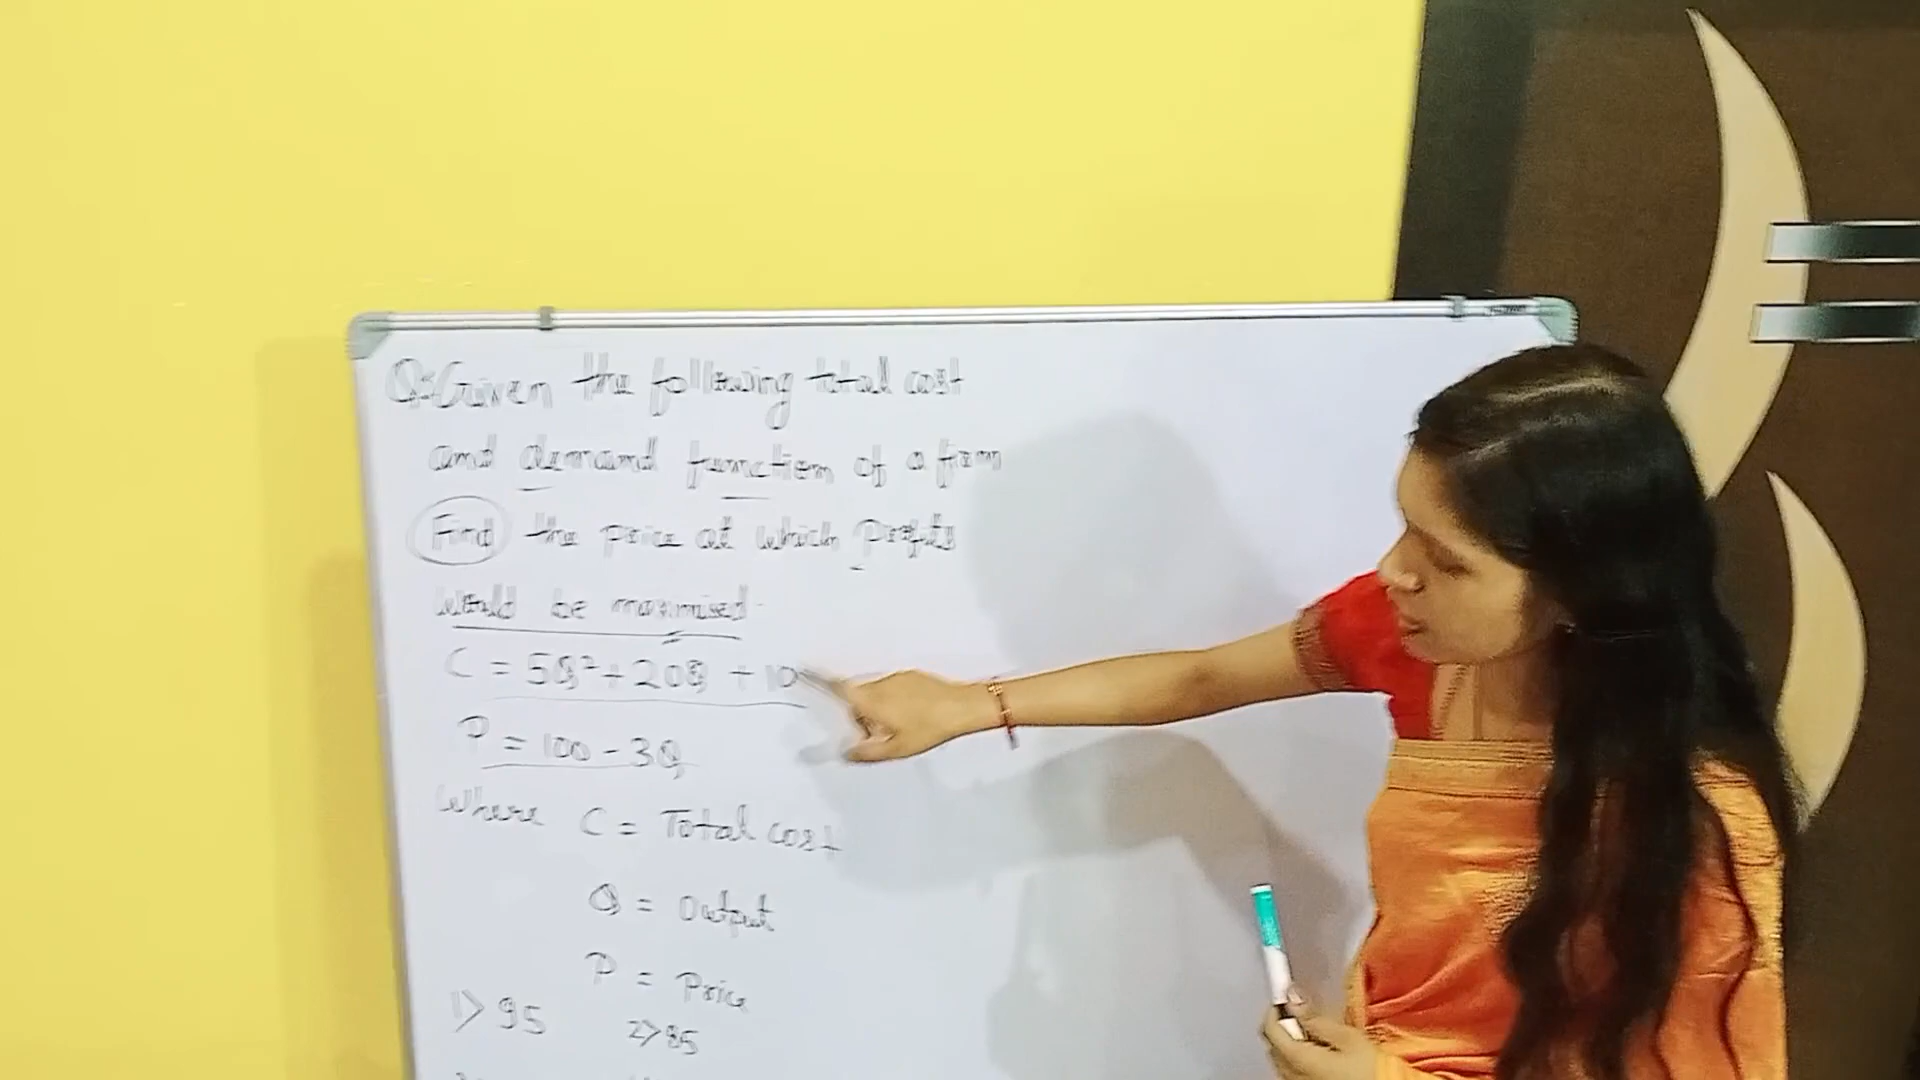 Q:- Given the following total cost
and demand function of a firm
Find the price at which Profits
would be maximised.
C = 5Q² + 20Q + 10
P = 100 - 3Q
Where C = Total cost
Q = Output
P = Price
1> 95 2> 85